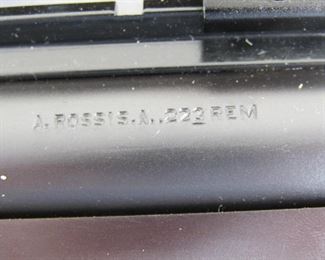 A. ROSSI S.A. .223 REM